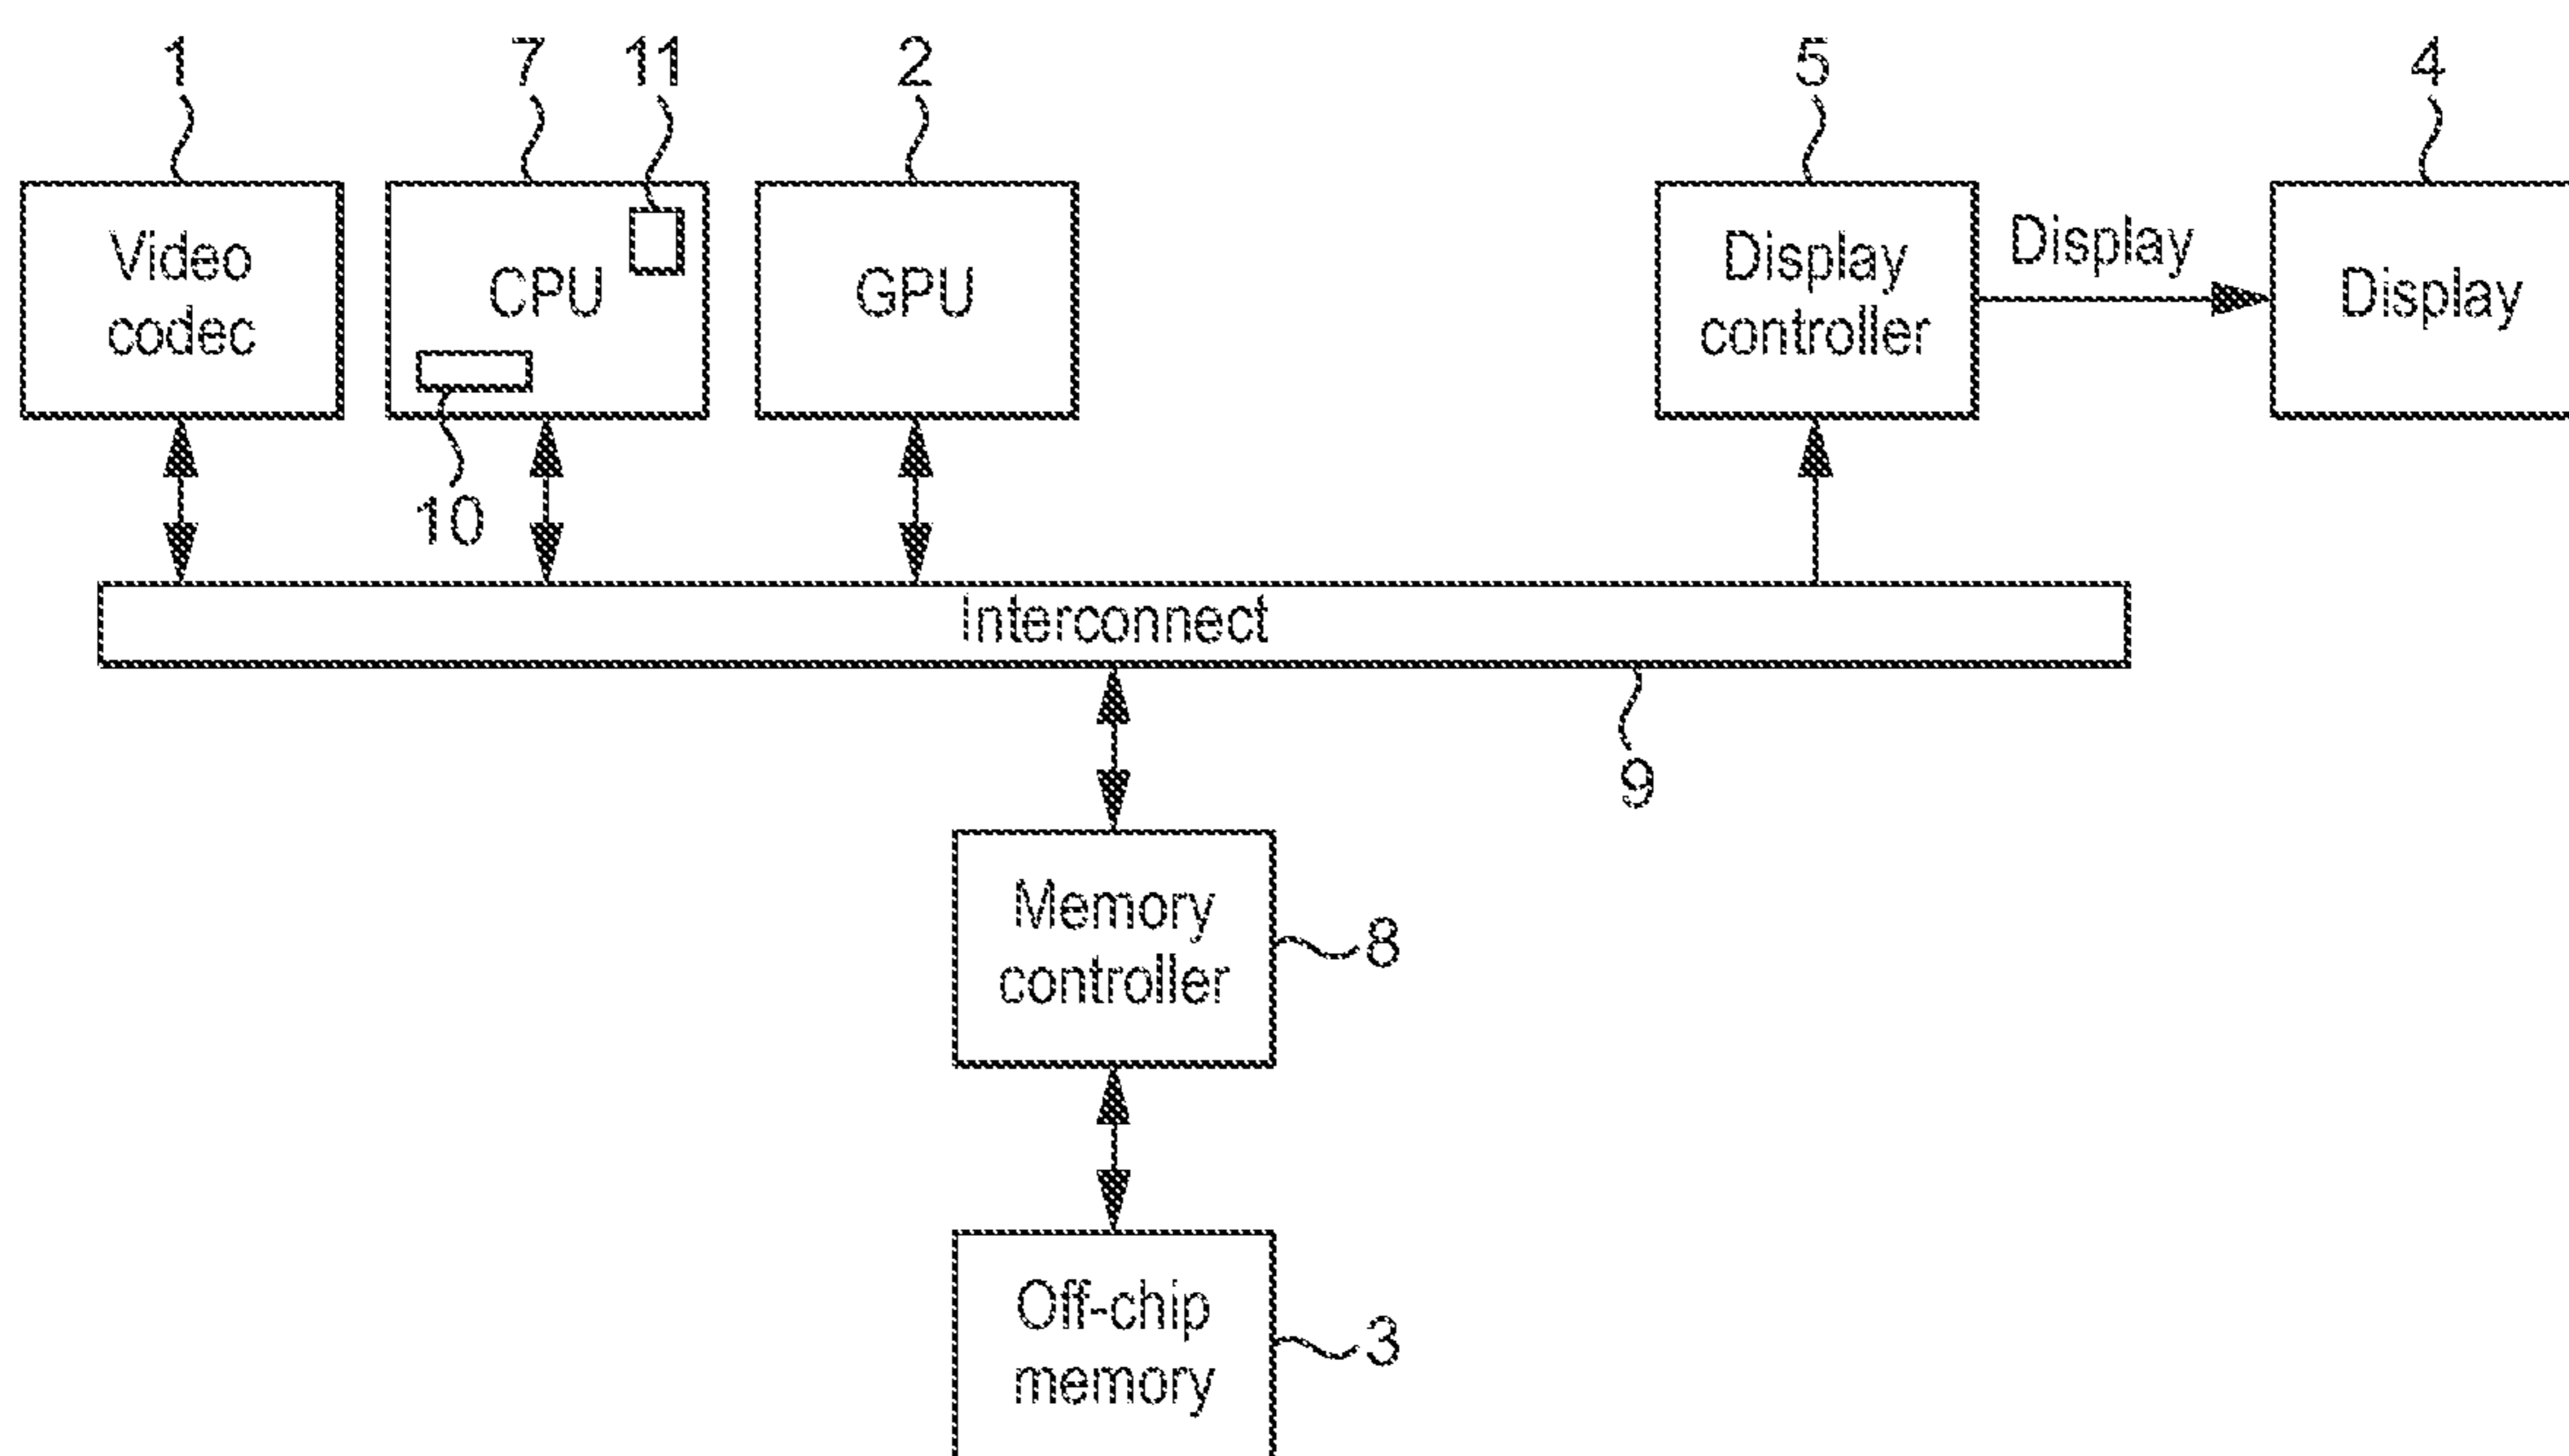 1
7
11
2
5
4
Video
codec
CPU
GPU
Display
controller
Display
Display
10
Interconnect
9
Memory
controller
8
Off-chip
memory
3